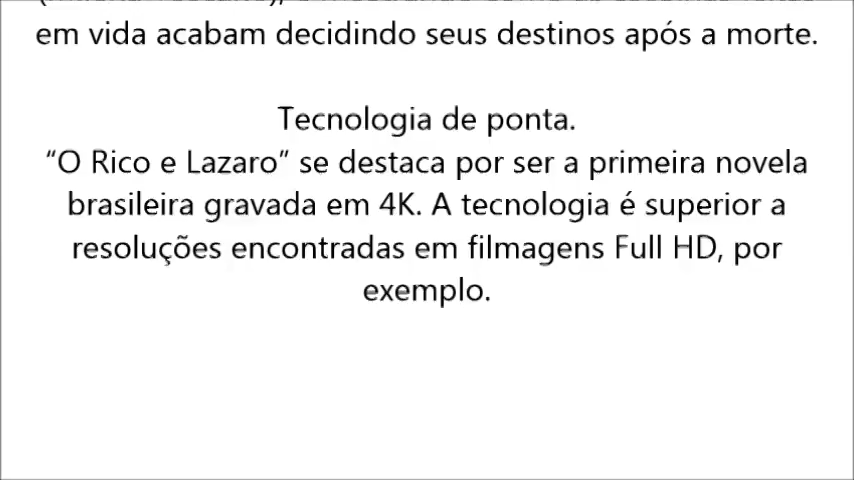 em vida acabam decidindo seus destinos após a morte.
Tecnologia de ponta.
“O Rico e Lazaro” se destaca por ser a primeira novela
brasileira gravada em 4K. A tecnologia é superior a
resoluções encontradas em filmagens Full HD, por
exemplo.